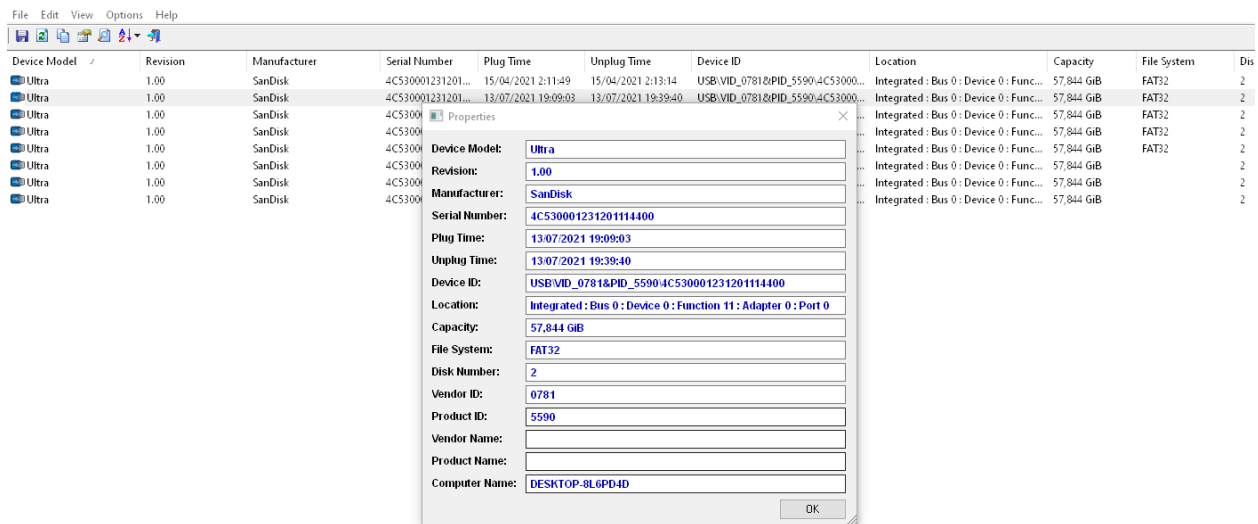 File Edit View Options Help
Device Model / Revision Manufacturer Serial Number Plug Time Unplug Time Device ID Location Capacity File System Dis
Ultra 1.00 SanDisk 4C530001231201... 15/04/2021 2:11:49 15/04/2021 2:13:14 USB\VID_0781&PID_5590\4C53000... Integrated : Bus 0 : Device 0 : Func... 57,844 GiB FAT32 2
Ultra 1.00 SanDisk 4C530001231201... 13/07/2021 19:09:03 13/07/2021 19:39:40 USB\VID_0781&PID_5590\4C53000... Integrated : Bus 0 : Device 0 : Func... 57,844 GiB FAT32 2
Ultra 1.00 SanDisk 4C5300 ... Integrated : Bus 0 : Device 0 : Func... 57,844 GiB FAT32 2
Ultra 1.00 SanDisk 4C5300 ... Integrated : Bus 0 : Device 0 : Func... 57,844 GiB FAT32 2
Ultra 1.00 SanDisk 4C5300 ... Integrated : Bus 0 : Device 0 : Func... 57,844 GiB FAT32 2
Ultra 1.00 SanDisk 4C5300 ... Integrated : Bus 0 : Device 0 : Func... 57,844 GiB 2
Ultra 1.00 SanDisk 4C5300 ... Integrated : Bus 0 : Device 0 : Func... 57,844 GiB 2
Ultra 1.00 SanDisk 4C5300 ... Integrated : Bus 0 : Device 0 : Func... 57,844 GiB 2
Properties
Device Model: Ultra
Revision: 1.00
Manufacturer: SanDisk
Serial Number: 4C530001231201114400
Plug Time: 13/07/2021 19:09:03
Unplug Time: 13/07/2021 19:39:40
Device ID: USB\VID_0781&PID_5590\4C530001231201114400
Location: Integrated : Bus 0 : Device 0 : Function 11 : Adapter 0 : Port 0
Capacity: 57,844 GiB
File System: FAT32
Disk Number: 2
Vendor ID: 0781
Product ID: 5590
Vendor Name:
Product Name:
Computer Name: DESKTOP-8L6PD4D
OK